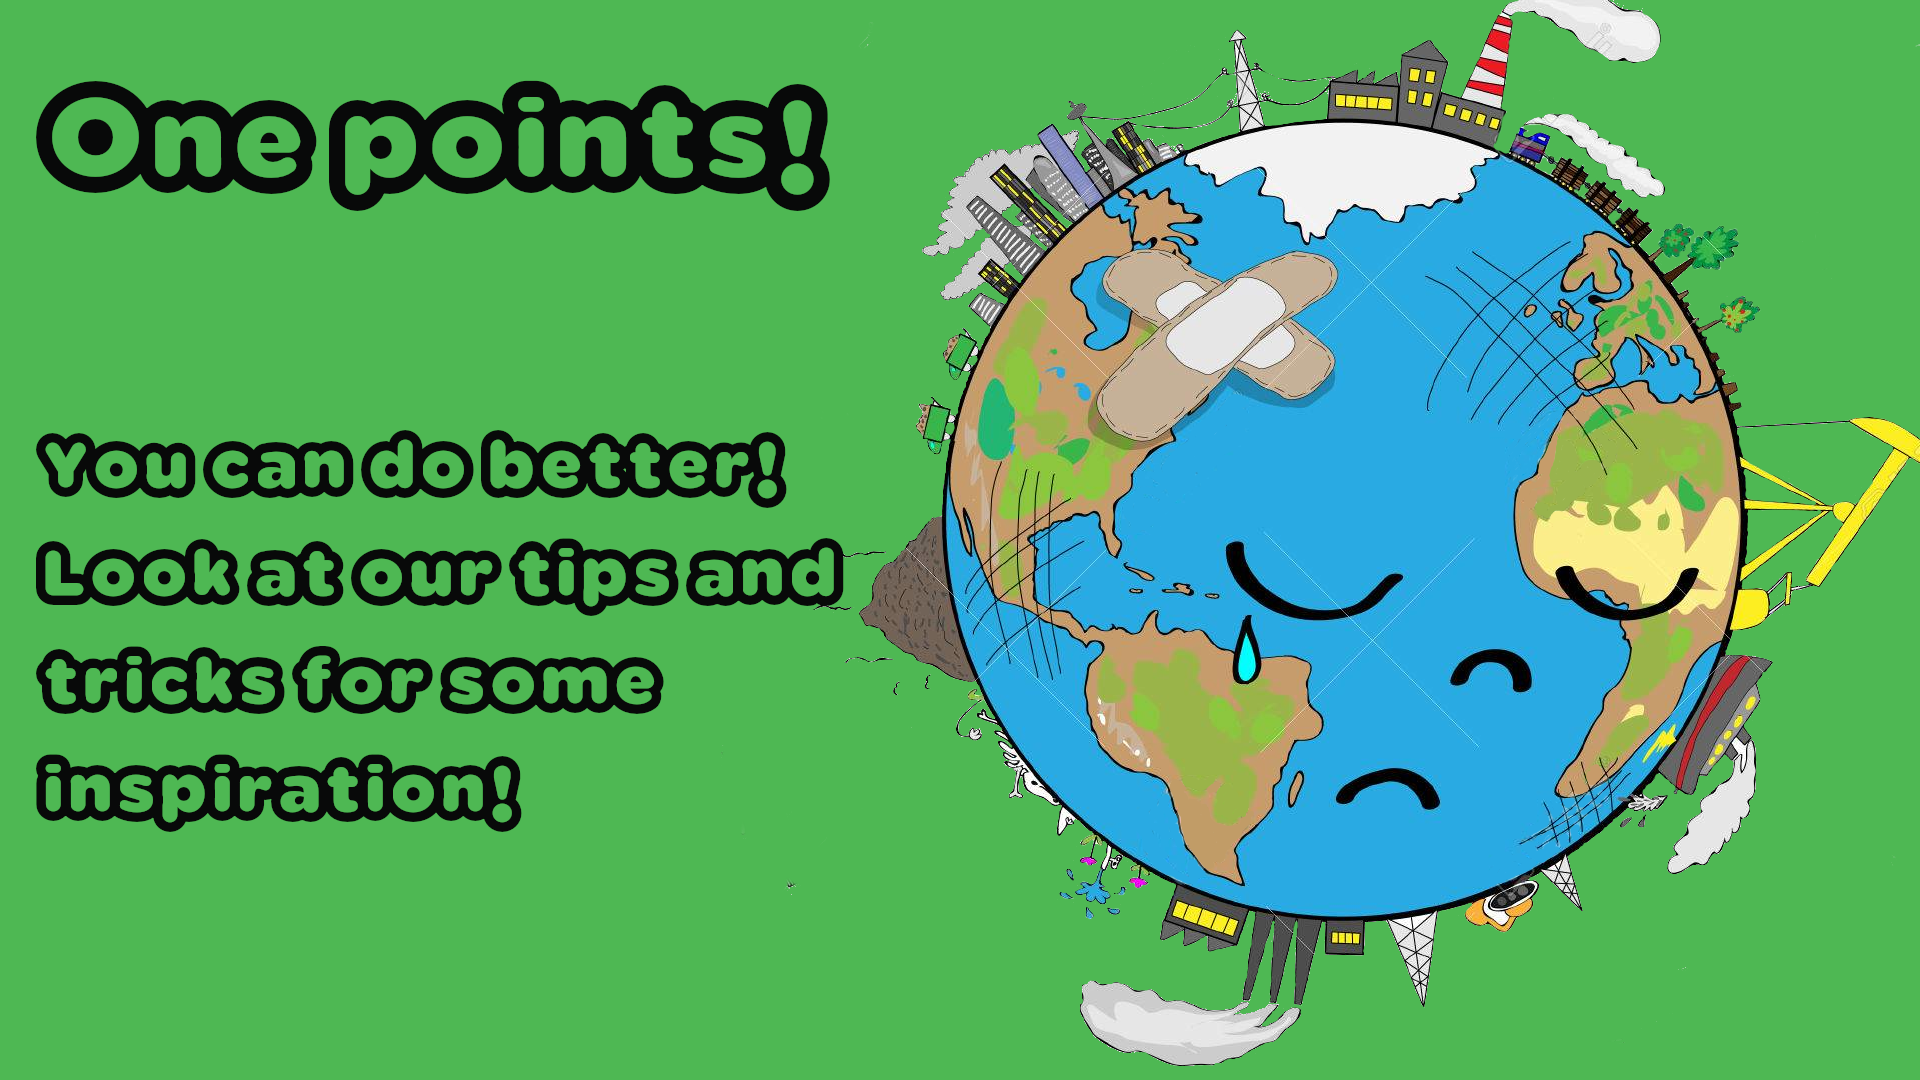 One points!
You can do better!
Look at our tips and
tricks for some
inspiration!